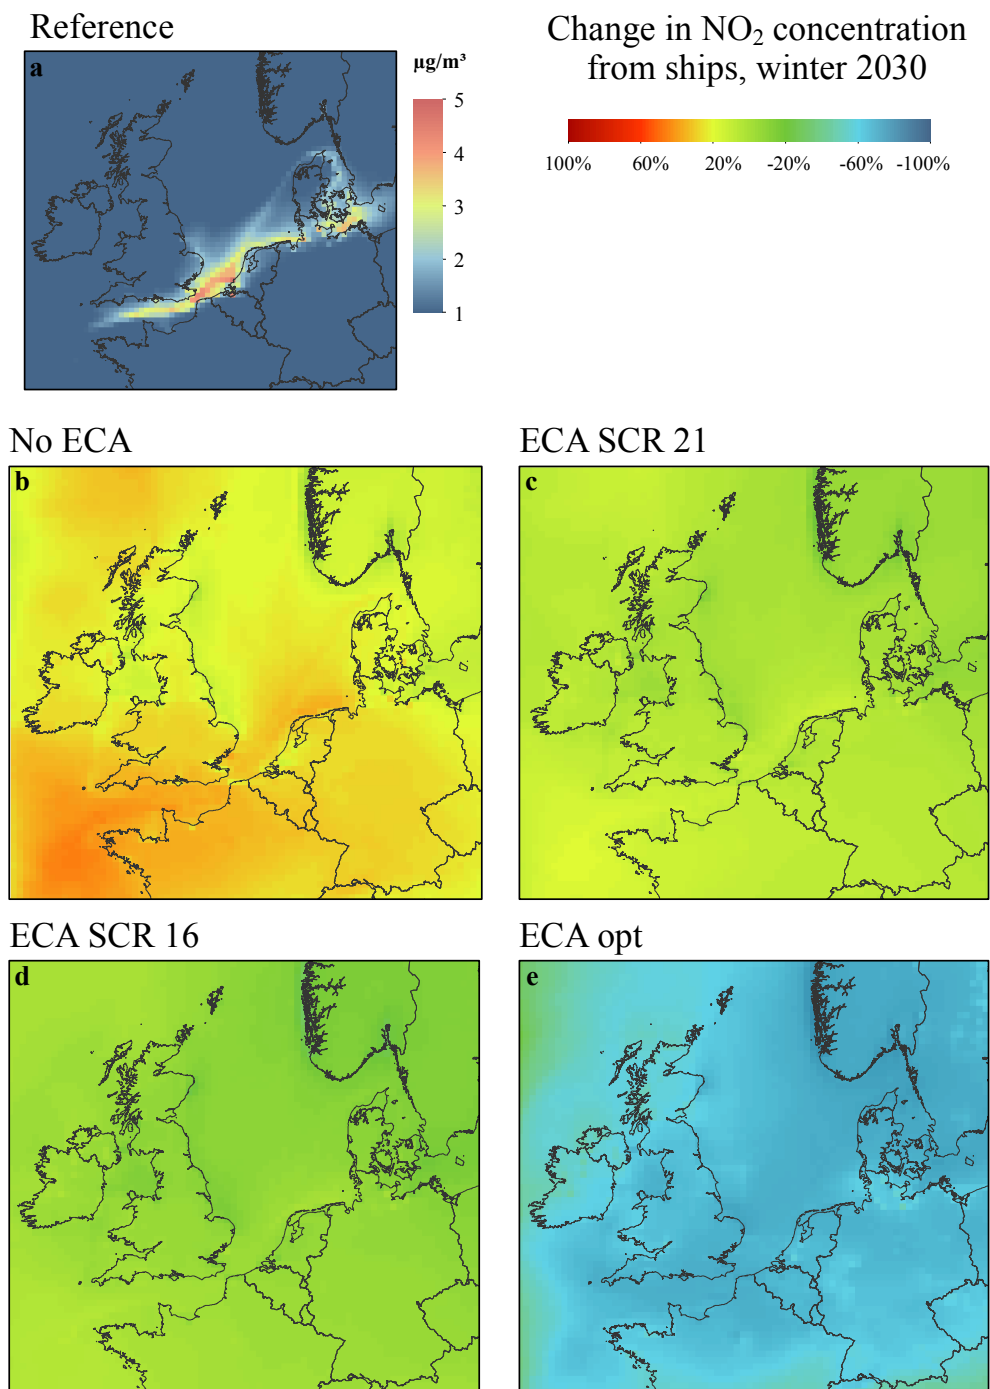 Reference
Change in NO₂ concentration
from ships, winter 2030
a
µg/m³
5
4
3
2
1
100% 60% 20% -20% -60% -100%
No ECA
ECA SCR 21
b
c
ECA SCR 16
ECA opt
d
e